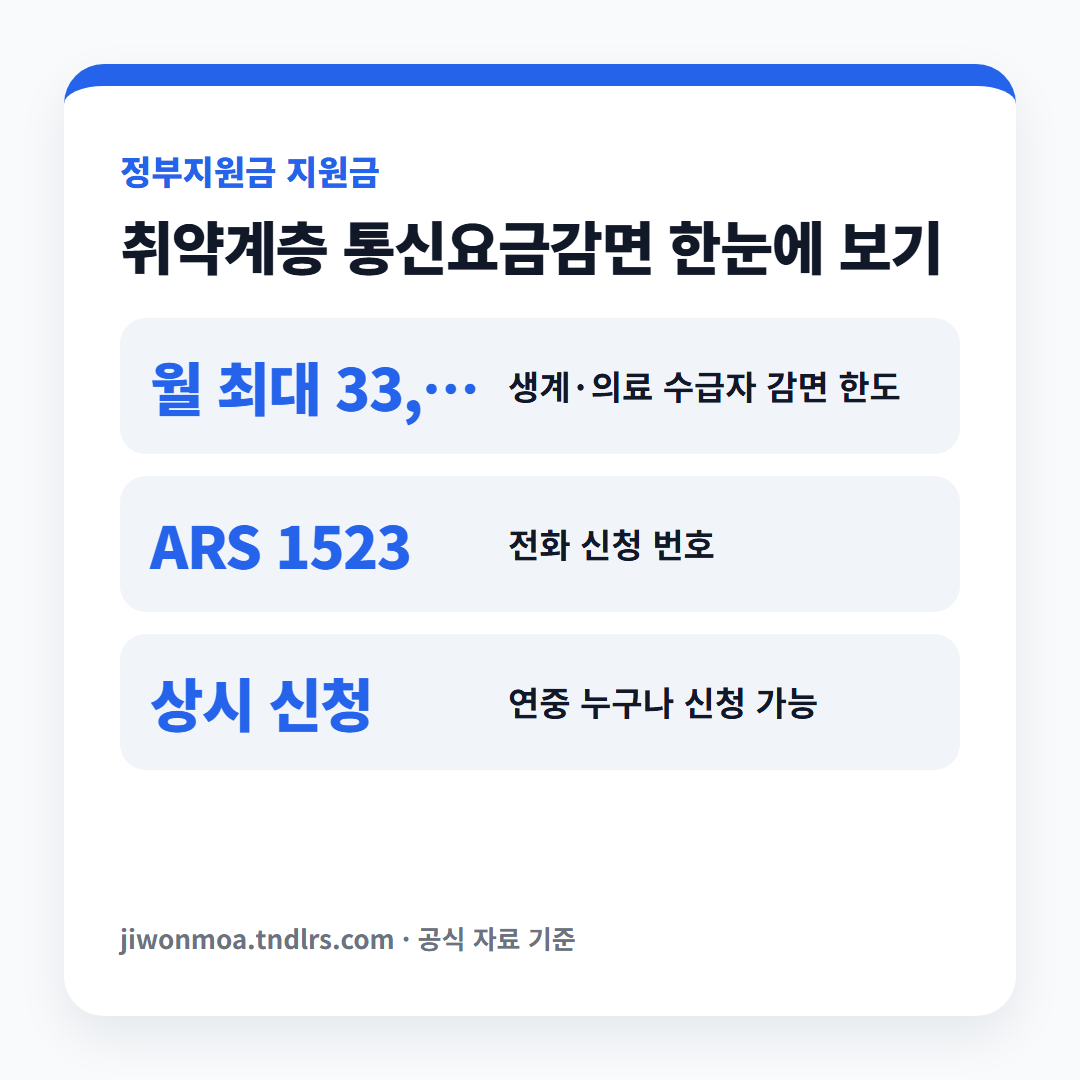 정부지원금 지원금
취약계층 통신요금감면 한눈에 보기
월 최대 33,… 생계·의료 수급자 감면 한도
ARS 1523 전화 신청 번호
상시 신청 연중 누구나 신청 가능
jiwonmoa.tndlrs.com · 공식 자료 기준